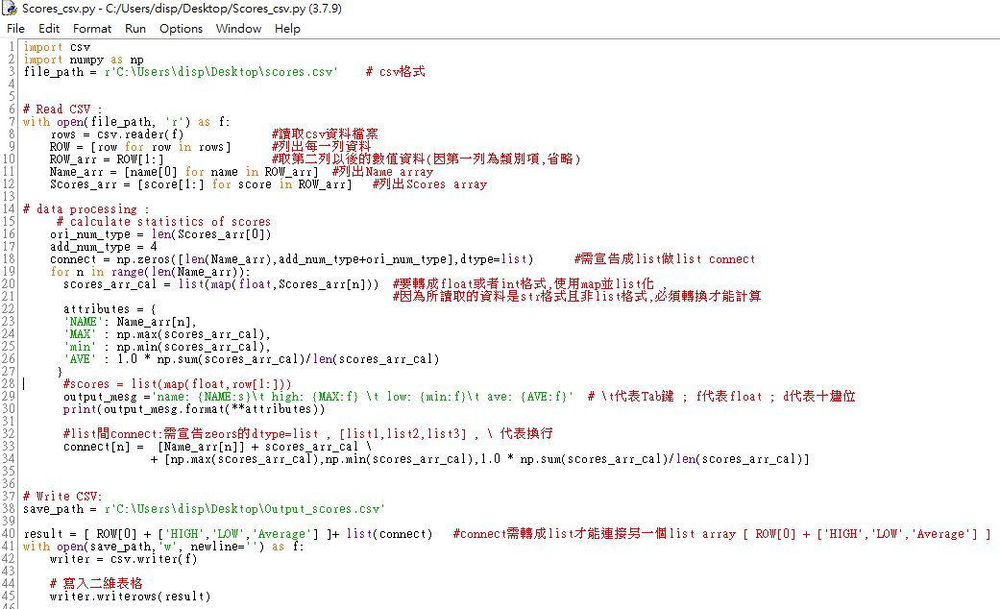 Scores_csv.py - C:/Users/disp/Desktop/Scores_csv.py (3.7.9)
File Edit Format Run Options Window Help
1 import csv
2 import numpy as np
3 file_path = r'C:\Users\disp\Desktop\scores.csv'    # csv格式
4
5
6 # Read CSV :
7 with open(file_path, 'r') as f:
8     rows = csv.reader(f)             #讀取csv資料檔案
9     ROW = [row for row in rows]      #列出每一列資料
10     ROW_arr = ROW[1:]                #取第二列以後的數值資料(因第一列為類別項,省略)
11     Name_arr = [name[0] for name in ROW_arr]  #列出Name array
12     Scores_arr = [score[1:] for score in ROW_arr]   #列出Scores array
13
14 # data processing :
15      # calculate statistics of scores
16     ori_num_type = len(Scores_arr[0])
17     add_num_type = 4
18     connect = np.zeros([len(Name_arr),add_num_type+ori_num_type],dtype=list)      #需宣告成list做list connect
19     for n in range(len(Name_arr)):
20       scores_arr_cal = list(map(float,Scores_arr[n]))  #要轉成float或者int格式,使用map並list化 ,
21                                                        #因為所讀取的資料是str格式且非list格式,必須轉換才能計算
22       attributes = {
23       'NAME': Name_arr[n],
24       'MAX' : np.max(scores_arr_cal),
25       'min' : np.min(scores_arr_cal),
26       'AVE' : 1.0 * np.sum(scores_arr_cal)/len(scores_arr_cal)
27      }
28       #scores = list(map(float,row[1:]))
29       output_mesg ='name: {NAME:s}\t high: {MAX:f} \t low: {min:f}\t ave: {AVE:f}'  # \t代表Tab鍵 ; f代表float ; d代表十儘位
30       print(output_mesg.format(**attributes))
31
32       #list間connect:需宣告zeors的dtype=list , [list1,list2,list3] , \ 代表換行
33       connect[n] =  [Name_arr[n]] + scores_arr_cal \
34                    + [np.max(scores_arr_cal),np.min(scores_arr_cal),1.0 * np.sum(scores_arr_cal)/len(scores_arr_cal)]
35
36
37 # Write CSV:
38 save_path = r'C:\Users\disp\Desktop\Output_scores.csv'
39
40 result = [ ROW[0] + ['HIGH','LOW','Average'] ]+ list(connect)   #connect需轉成list才能連接另一個list array [ ROW[0] + ['HIGH','LOW','Average'] ]
41 with open(save_path,'w', newline='') as f:
42     writer = csv.writer(f)
43
44     # 寫入二維表格
45     writer.writerows(result)
46